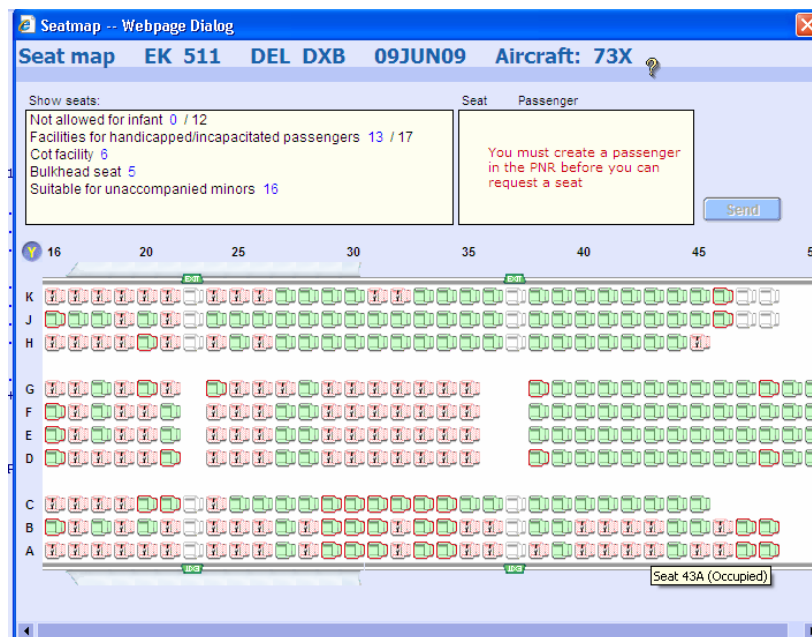 Seatmap -- Webpage Dialog
Seat map EK 511 DEL DXB 09JUN09 Aircraft: 73X
Show seats:
Not allowed for infant 0 / 12
Facilities for handicapped/incapacitated passengers 13 / 17
Cot facility 6
Bulkhead seat 5
Suitable for unaccompanied minors 16
Seat Passenger
You must create a passenger
in the PNR before you can
request a seat
Send
Y 16 20 25 30 35 40 45
EXIT EXIT
K
J
H
G
F
E
D
C
B
A
EXIT EXIT
Seat 43A (Occupied)